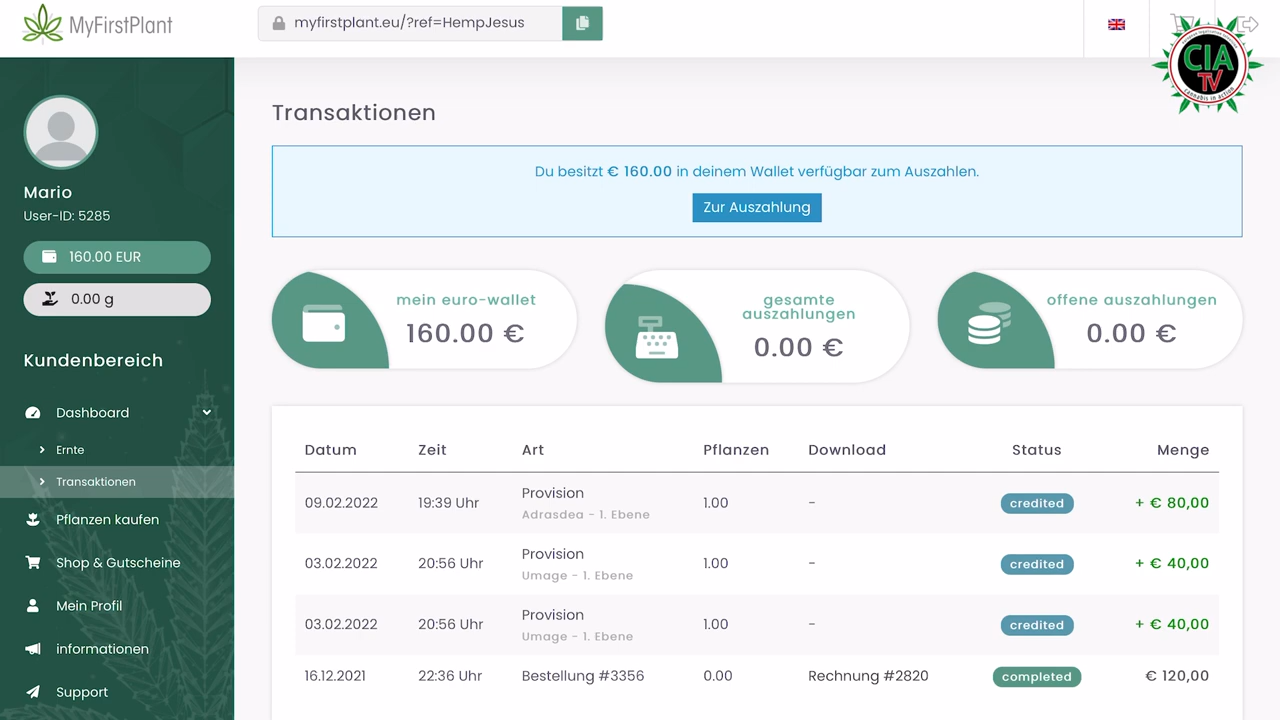 MyFirstPlant
myfirstplant.eu/?ref=HempJesus
CIA
TV
Cannabis in action
Mario
User-ID: 5285
160.00 EUR
0.00 g
Kundenbereich
Dashboard
Ernte
Transaktionen
Pflanzen kaufen
Shop & Gutscheine
Mein Profil
informationen
Support
Transaktionen
Du besitzt € 160.00 in deinem Wallet verfügbar zum Auszahlen.
Zur Auszahlung
mein euro-wallet
160.00 €
gesamte
auszahlungen
0.00 €
offene auszahlungen
0.00 €
Datum Zeit Art Pflanzen Download Status Menge
09.02.2022 19:39 Uhr Provision 1.00 - credited + € 80,00
Adrasdea - 1. Ebene
03.02.2022 20:56 Uhr Provision 1.00 - credited + € 40,00
Umage - 1. Ebene
03.02.2022 20:56 Uhr Provision 1.00 - credited + € 40,00
Umage - 1. Ebene
16.12.2021 22:36 Uhr Bestellung #3356 0.00 Rechnung #2820 completed € 120,00